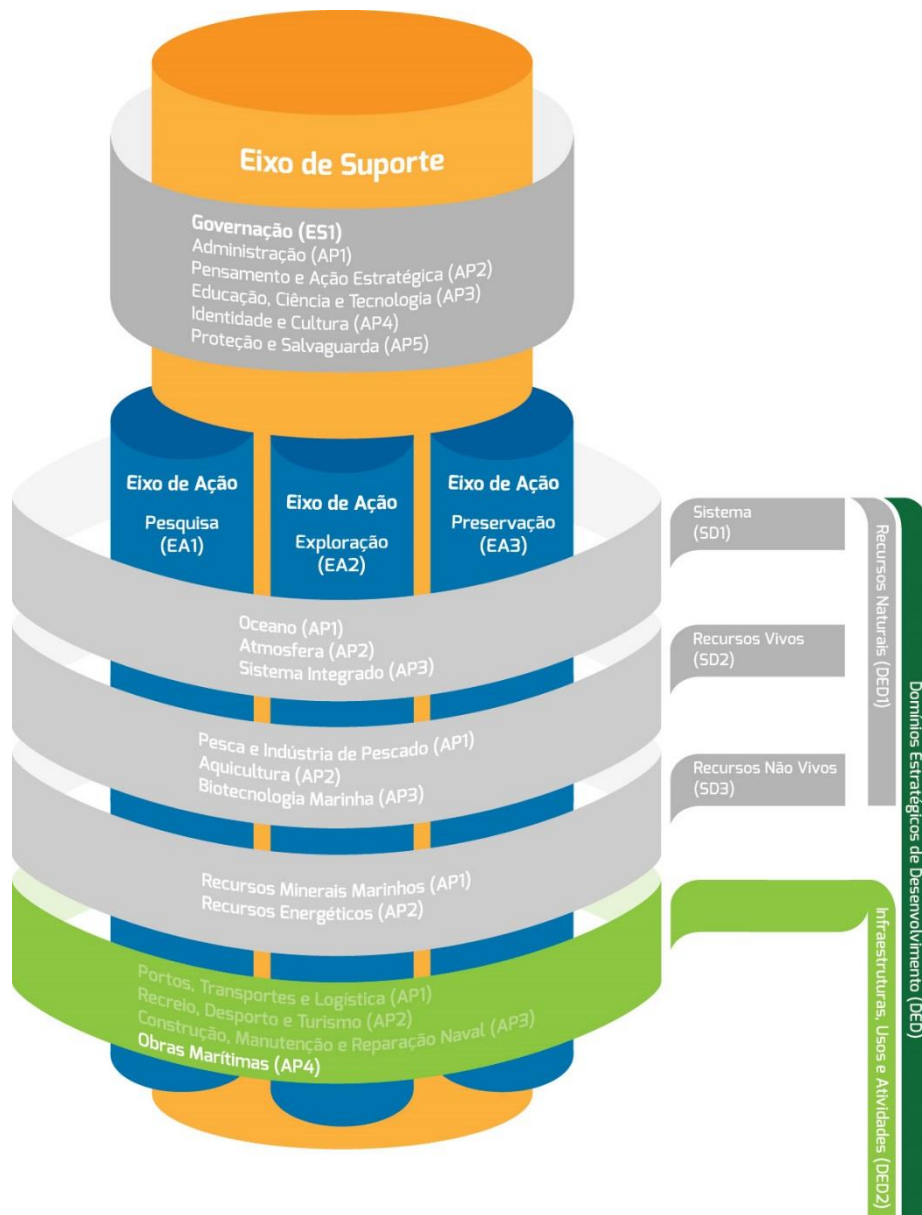 Eixo de Suporte
Governação (ES1)
Administração (AP1)
Pensamento e Ação Estratégica (AP2)
Educação, Ciência e Tecnologia (AP3)
Identidade e Cultura (AP4)
Proteção e Salvaguarda (AP5)
Eixo de Ação
Pesquisa
(EA1)
Eixo de Ação
Exploração
(EA2)
Eixo de Ação
Preservação
(EA3)
Oceano (AP1)
Atmosfera (AP2)
Sistema Integrado (AP3)
Pesca e Indústria de Pescado (AP1)
Aquicultura (AP2)
Biotecnologia Marinha (AP3)
Recursos Minerais Marinhos (AP1)
Recursos Energéticos (AP2)
Portos, Transportes e Logística (AP1)
Recreio, Desporto e Turismo (AP2)
Construção, Manutenção e Reparação Naval (AP3)
Obras Marítimas (AP4)
Sistema
(SD1)
Recursos Vivos
(SD2)
Recursos Não Vivos
(SD3)
Recursos Naturais (DED1)
Infraestruturas, Usos e Atividades (DED2)
Domínios Estratégicos de Desenvolvimento (DED)